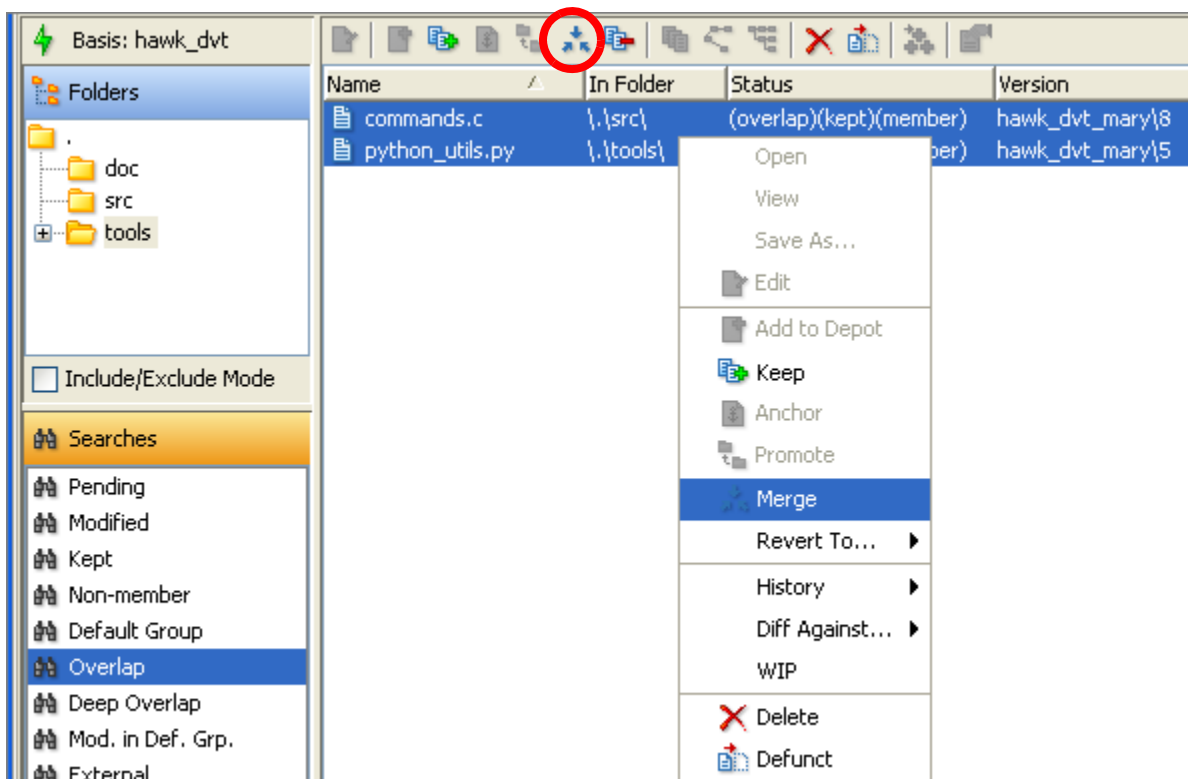 Basis: hawk_dvt
Folders
.
doc
src
tools
Include/Exclude Mode
Searches
Pending
Modified
Kept
Non-member
Default Group
Overlap
Deep Overlap
Mod. in Def. Grp.
External
Name In Folder Status Version
commands.c \.\src\ (overlap)(kept)(member) hawk_dvt_mary\8
python_utils.py \.\tools\ ber) hawk_dvt_mary\5
Open
View
Save As...
Edit
Add to Depot
Keep
Anchor
Promote
Merge
Revert To...
History
Diff Against...
WIP
Delete
Defunct